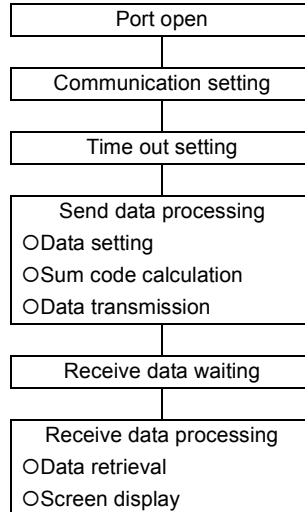 Port open
Communication setting
Time out setting
Send data processing
○Data setting
○Sum code calculation
○Data transmission
Receive data waiting
Receive data processing
○Data retrieval
○Screen display